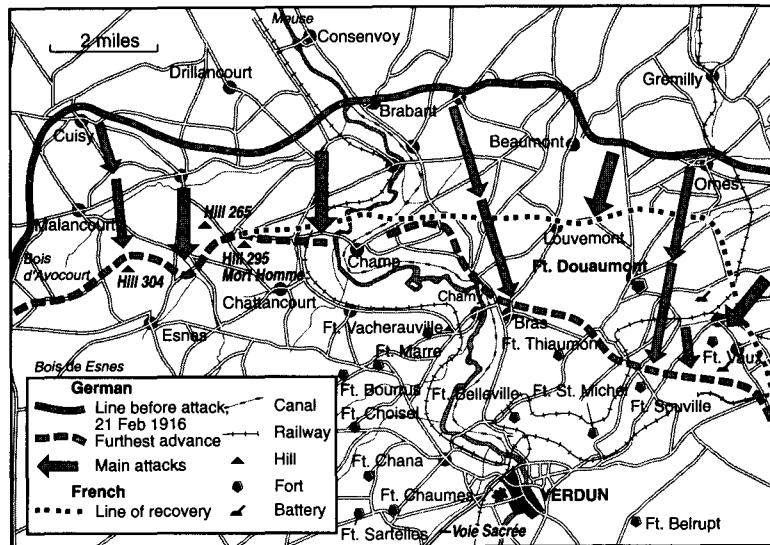 Meuse
Consenvoy
2 miles
Drillancourt
Gremilly
Brabant
Cuisy
Beaumont
Ornes
Malancourt
Hill 265
Louvemont
Bois
d'Avocourt
Hill 295
Mort Homme
Champ
Ft. Douaumont
Hill 304
Chattancourt
Cham
Esnes
Ft. Vacherauville
Bras
Ft. Marre
Ft. Thiaumont
Ft. Vaux
Bois de Esnes
Ft. Bourrus
Ft. Belleville
Ft. St. Michel
Ft. Souville
Ft. Choisel
Ft. Chana
Ft. Chaumes
VERDUN
Ft. Sartelles
Voie Sacrée
Ft. Belrupt
German
Line before attack,
21 Feb 1916
Furthest advance
Main attacks
French
Line of recovery
Canal
Railway
Hill
Fort
Battery